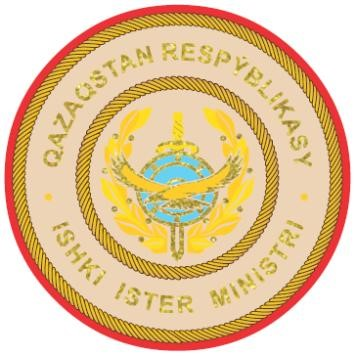 QAZAQSTAN RESPYBLIKASY
ISHKI ISTER MINISTRI